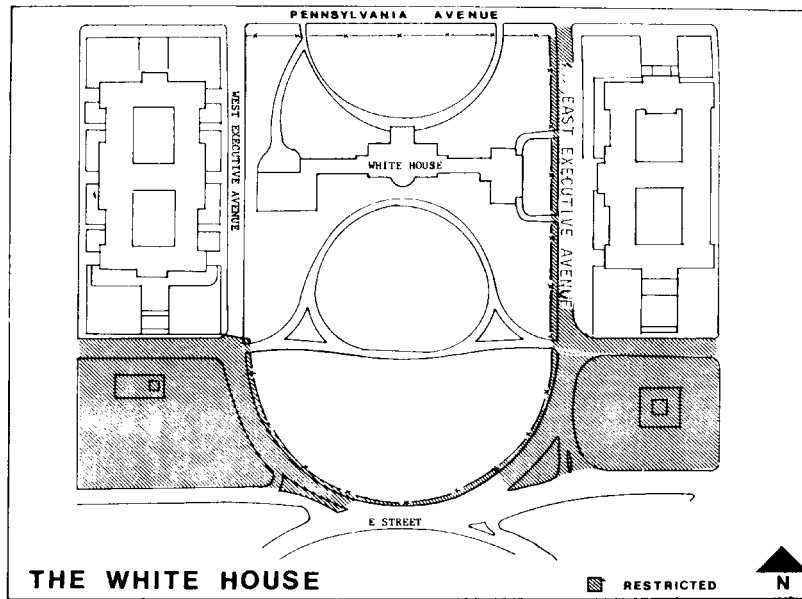 PENNSYLVANIA AVENUE
WEST EXECUTIVE AVENUE
WHITE HOUSE
EAST EXECUTIVE AVENUE
E STREET
THE WHITE HOUSE
RESTRICTED
N